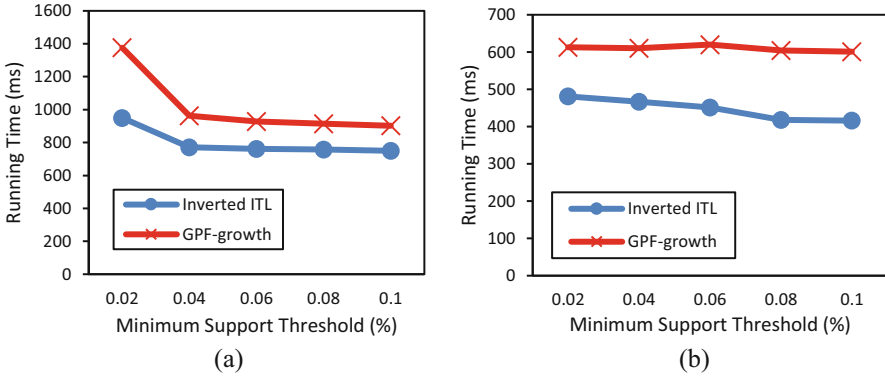 1600
1400
1200
1000
800
600
400
200
0
Running Time (ms)
Inverted ITL
GPF-growth
0.02 0.04 0.06 0.08 0.1
Minimum Support Threshold (%)
(a)
700
600
500
400
300
200
100
0
Running Time (ms)
Inverted ITL
GPF-growth
0.02 0.04 0.06 0.08 0.1
Minimum Support Threshold (%)
(b)